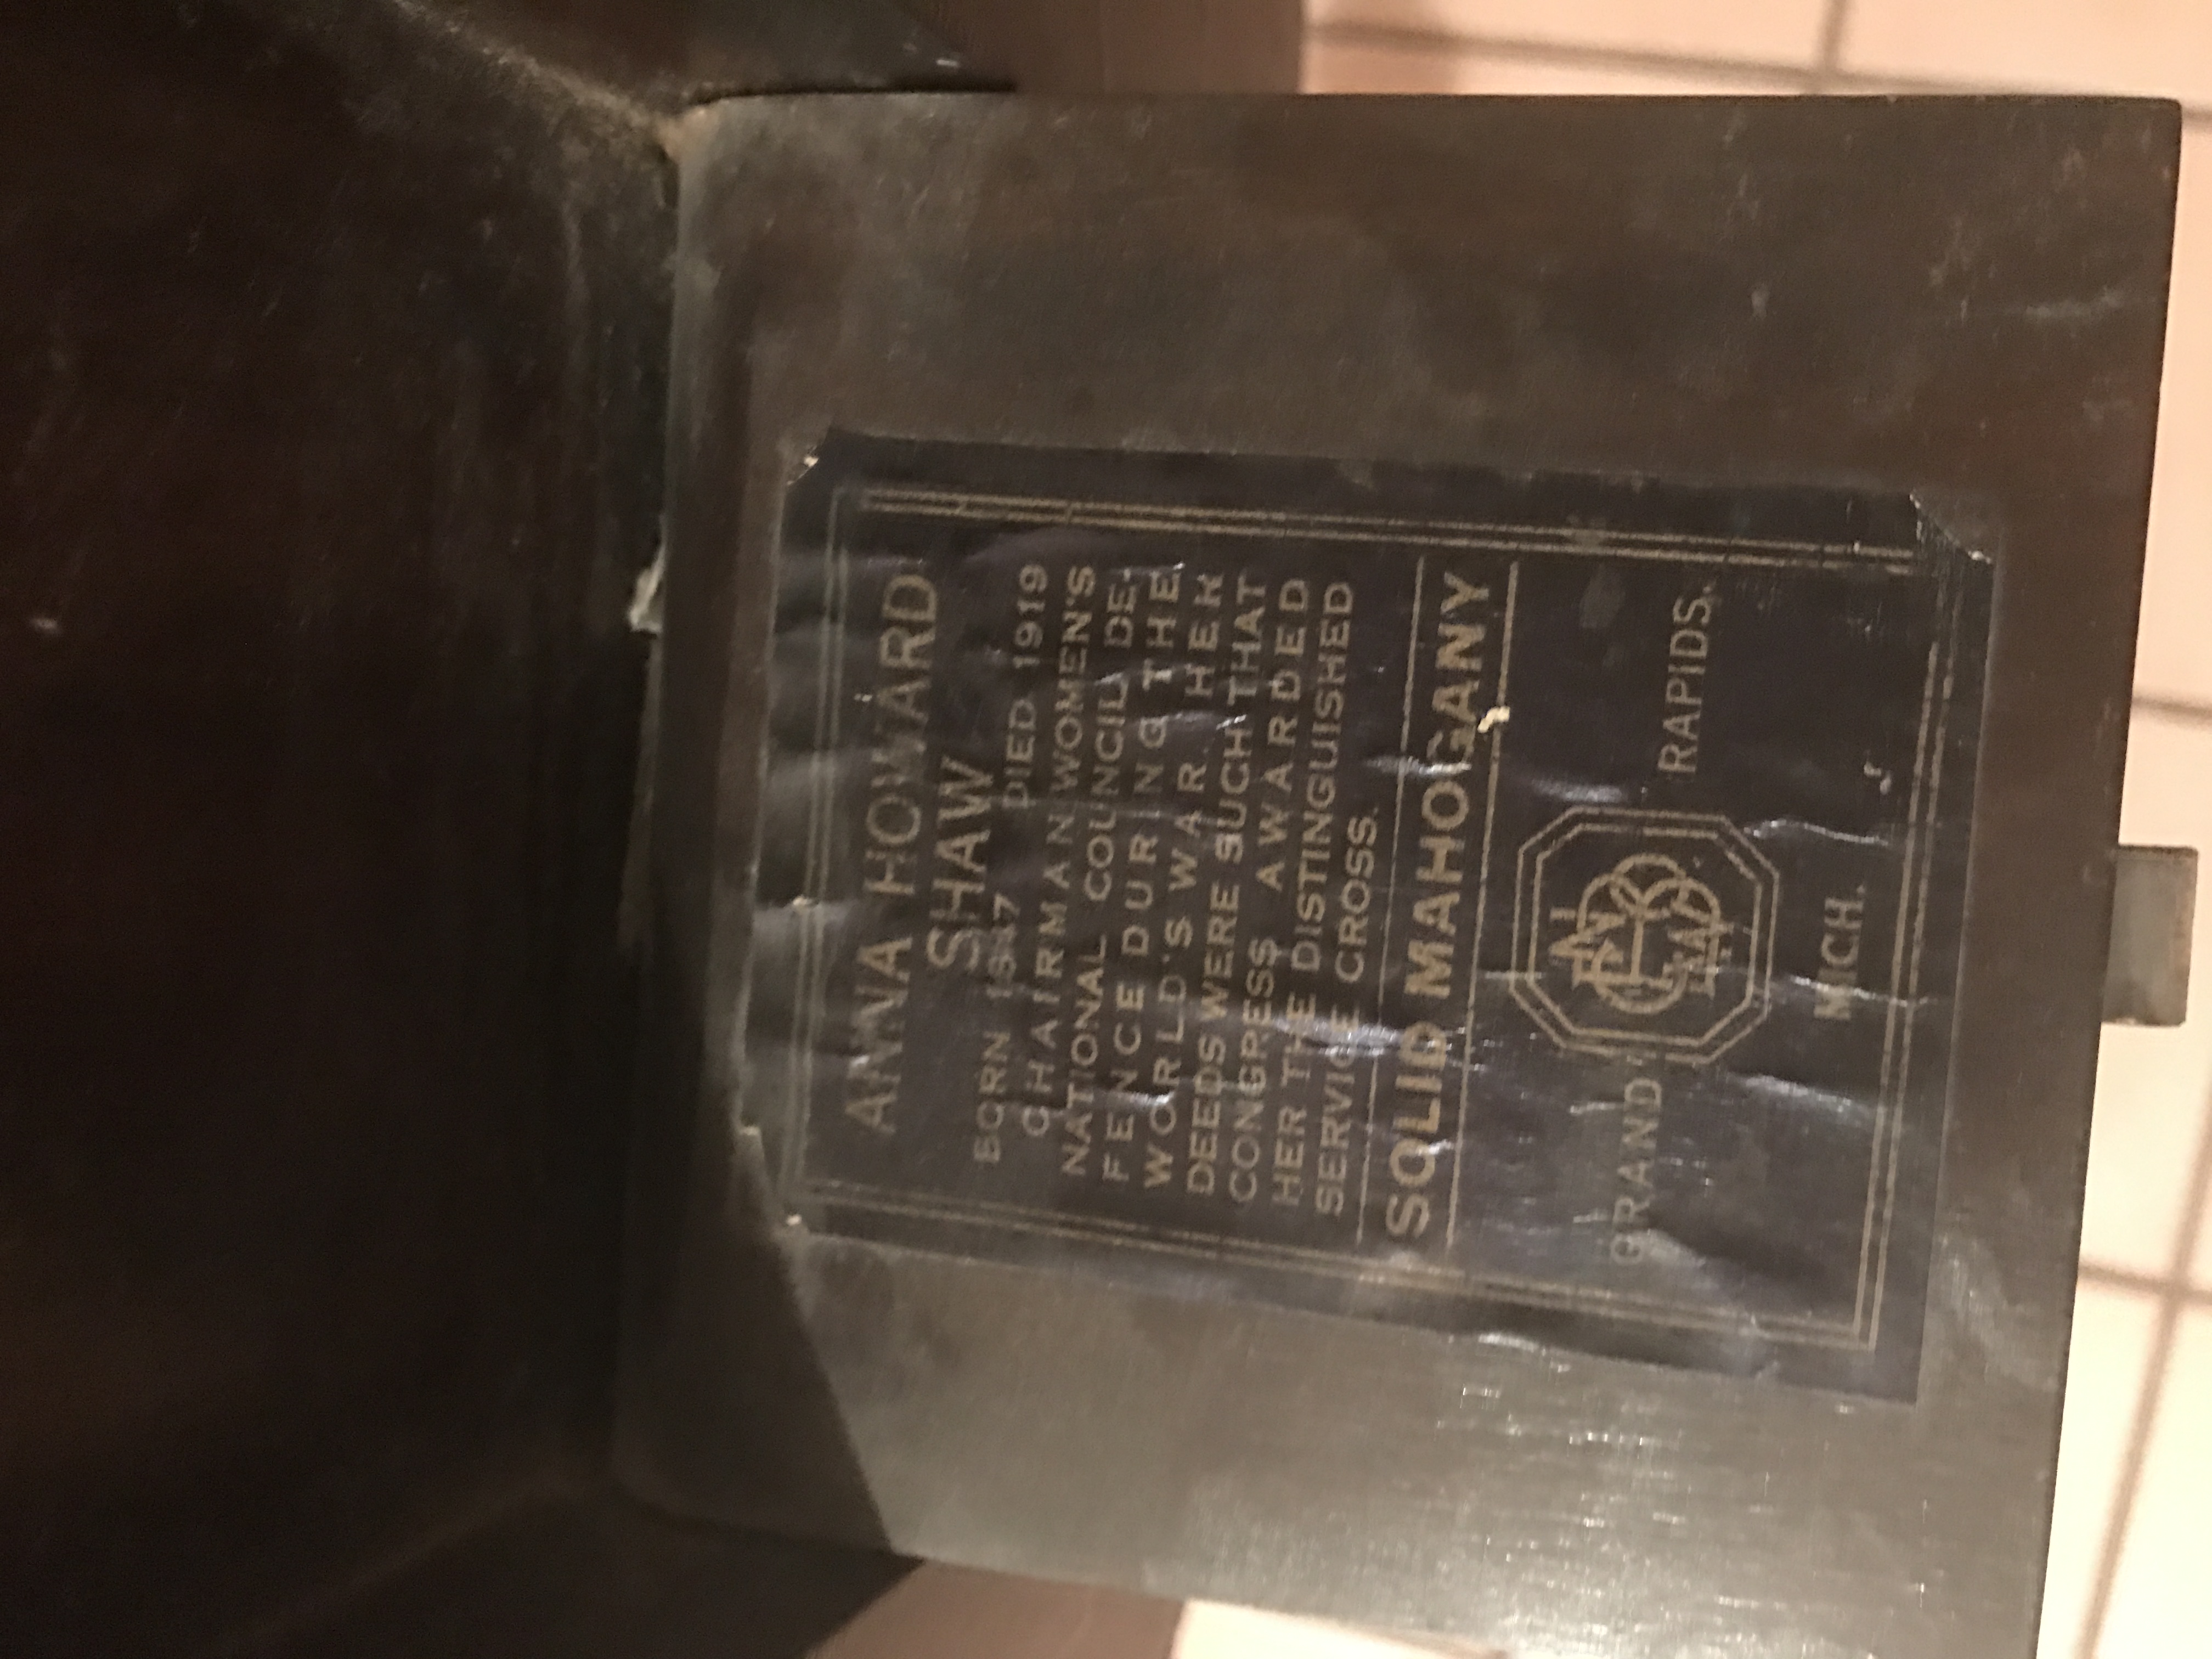 ANNA HOWARD
SHAW
BORN 1847 DIED 1919
CHAIRMAN WOMEN'S
NATIONAL COUNCIL DE-
FENCE DURING THE
WORLD'S WAR. HER
DEEDS WERE SUCH THAT
CONGRESS AWARDED
HER THE DISTINGUISHED
SERVICE CROSS.
SOLID MAHOGANY
GRAND RAPIDS.
MICH.